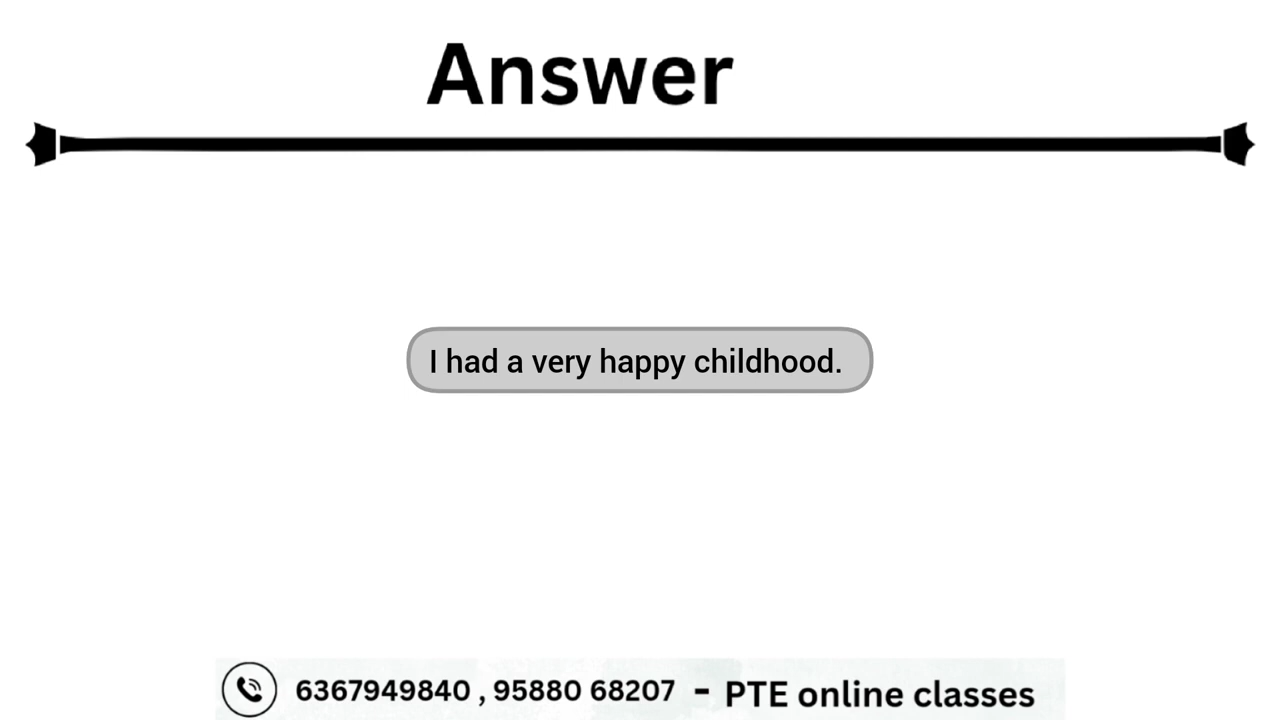 Answer
I had a very happy childhood.
6367949840 , 95880 68207 - PTE online classes